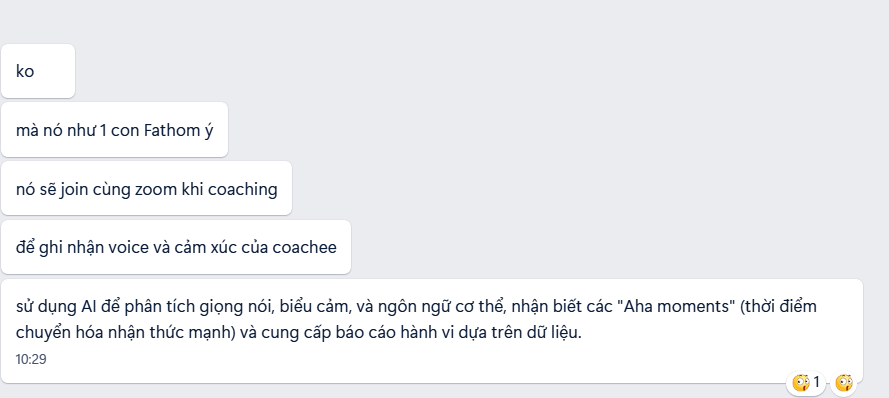 ko
mà nó như 1 con Fathom ý
nó sẽ join cùng zoom khi coaching
để ghi nhận voice và cảm xúc của coachee
sử dụng AI để phân tích giọng nói, biểu cảm, và ngôn ngữ cơ thể, nhận biết các "Aha moments" (thời điểm
chuyển hóa nhận thức mạnh) và cung cấp báo cáo hành vi dựa trên dữ liệu.
10:29
1